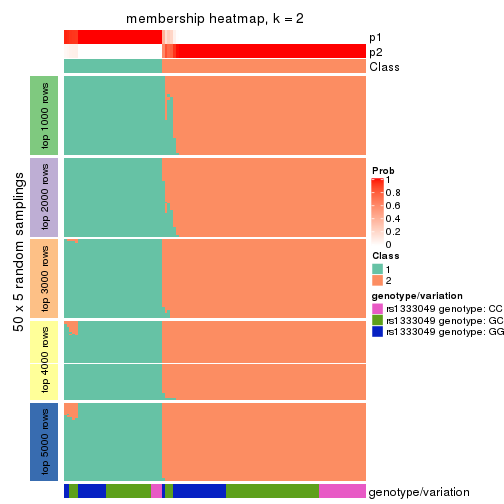 membership heatmap, k = 2
p1
p2
Class
50 x 5 random samplings
top 1000 rows
top 2000 rows
top 3000 rows
top 4000 rows
top 5000 rows
Prob
1
0.8
0.6
0.4
0.2
0
Class
1
2
genotype/variation
rs1333049 genotype: CC
rs1333049 genotype: GC
rs1333049 genotype: GG
genotype/variation